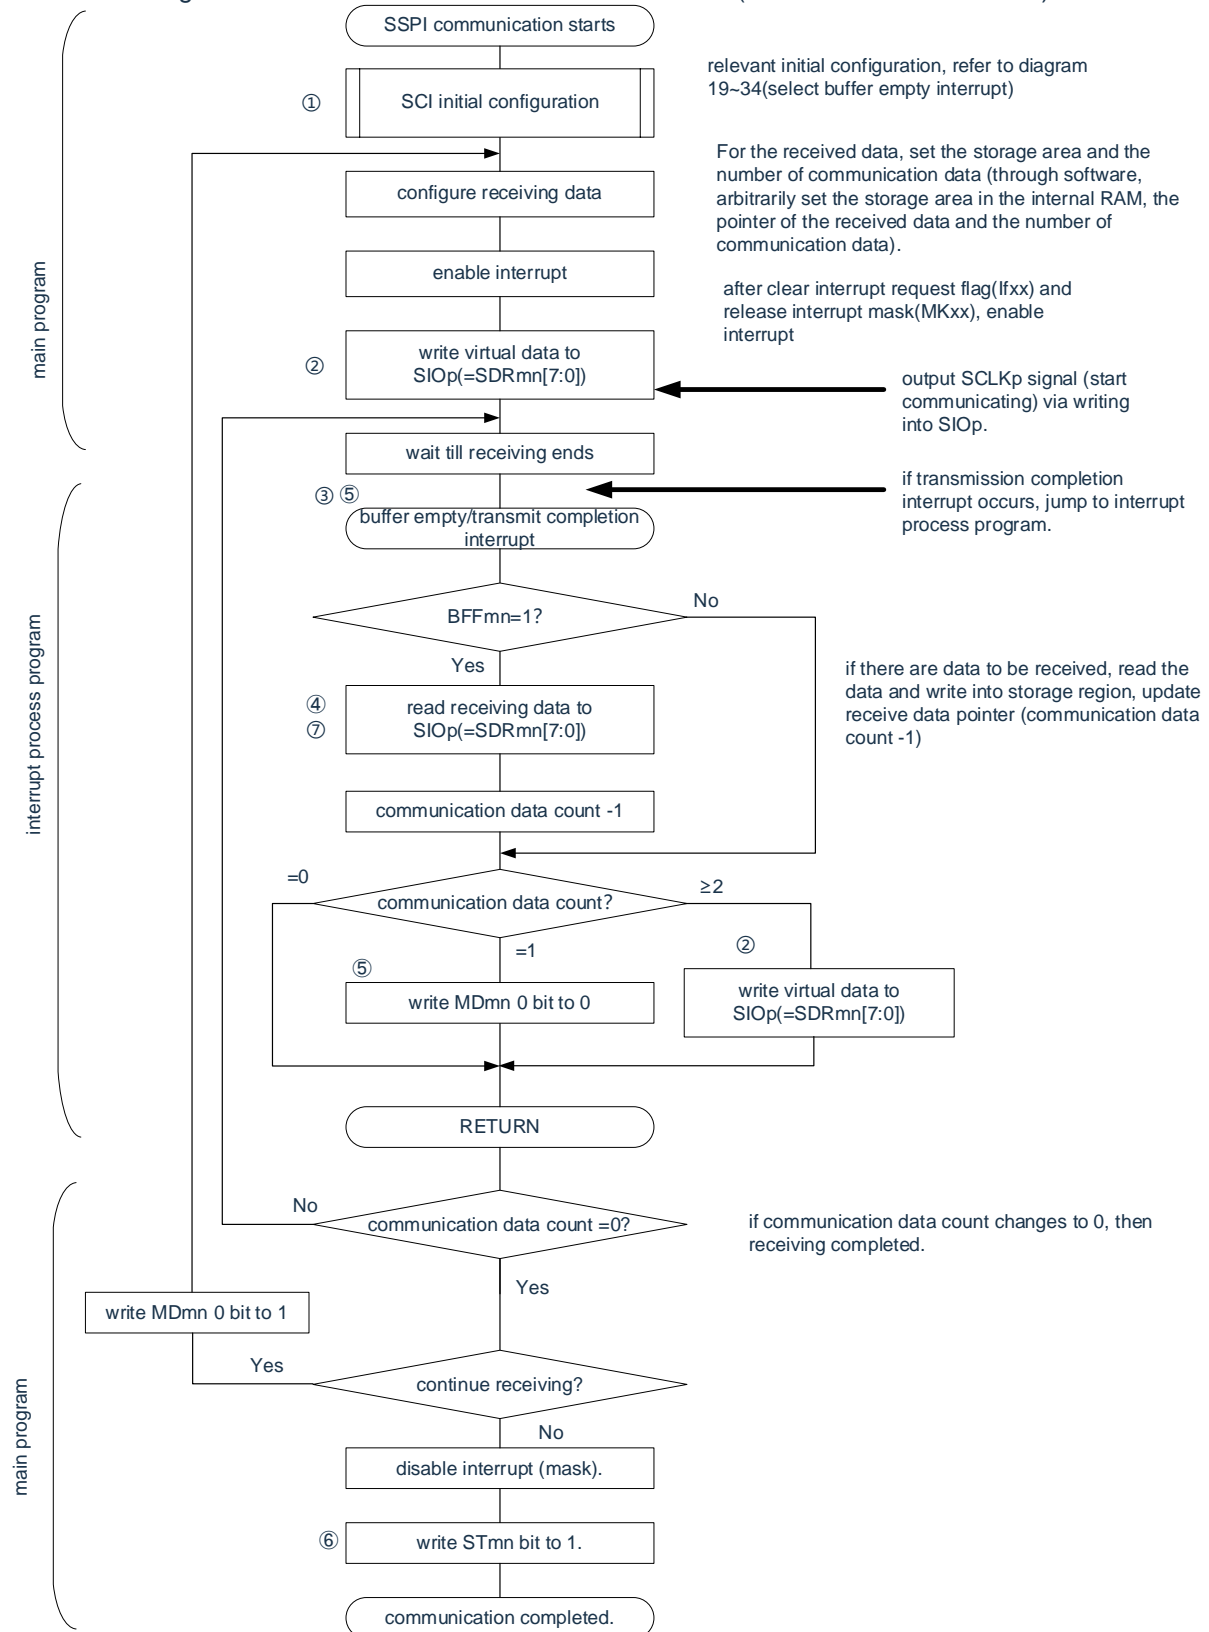 SSPI communication starts
relevant initial configuration, refer to diagram
19~34(select buffer empty interrupt)
①
SCI initial configuration
For the received data, set the storage area and the
number of communication data (through software,
arbitrarily set the storage area in the internal RAM, the
pointer of the received data and the number of
communication data).
configure receiving data
main program
enable interrupt
after clear interrupt request flag(Ifxx) and
release interrupt mask(MKxx), enable
interrupt
②
write virtual data to
SIOp(=SDRmn[7:0])
output SCLKp signal (start
communicating) via writing
into SIOp.
wait till receiving ends
③ ⑤
if transmission completion
interrupt occurs, jump to interrupt
process program.
buffer empty/transmit completion
interrupt
BFFmn=1?
No
Yes
interrupt process program
if there are data to be received, read the
data and write into storage region, update
receive data pointer (communication data
count -1)
④
⑦
read receiving data to
SIOp(=SDRmn[7:0])
communication data count -1
=0
communication data count?
≥2
=1
②
⑤
write MDmn 0 bit to 0
write virtual data to
SIOp(=SDRmn[7:0])
RETURN
No
communication data count =0?
if communication data count changes to 0, then
receiving completed.
Yes
write MDmn 0 bit to 1
Yes
continue receiving?
No
main program
disable interrupt (mask).
⑥
write STmn bit to 1.
communication completed.